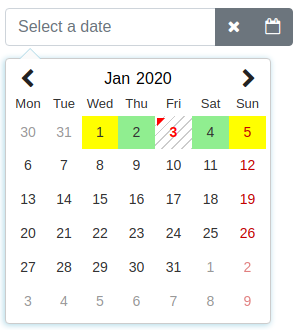 Select a date
Jan 2020
Mon Tue Wed Thu Fri Sat Sun
30 31 1 2 3 4 5
6 7 8 9 10 11 12
13 14 15 16 17 18 19
20 21 22 23 24 25 26
27 28 29 30 31 1 2
3 4 5 6 7 8 9